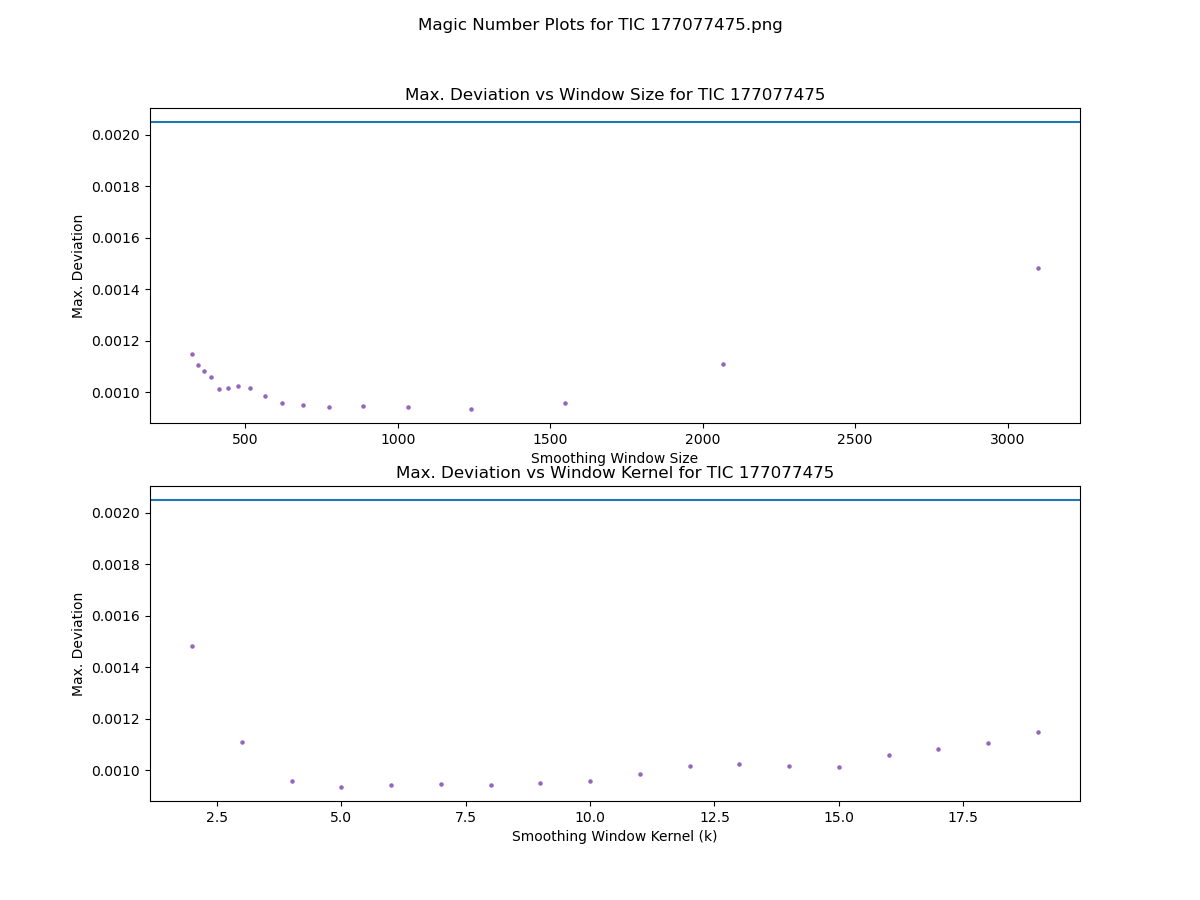 Magic Number Plots for TIC 177077475.png
Max. Deviation vs Window Size for TIC 177077475
0.0020
0.0018
0.0016
0.0014
0.0012
0.0010
Max. Deviation
500 1000 1500 2000 2500 3000
Smoothing Window Size
Max. Deviation vs Window Kernel for TIC 177077475
0.0020
0.0018
0.0016
0.0014
0.0012
0.0010
Max. Deviation
2.5 5.0 7.5 10.0 12.5 15.0 17.5
Smoothing Window Kernel (k)